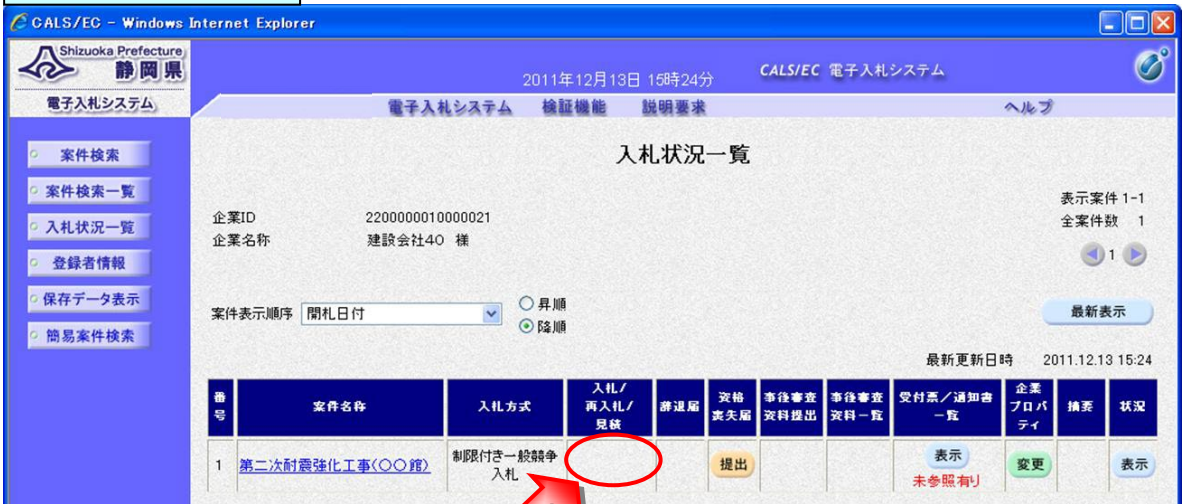 CALS/EC - Windows Internet Explorer
Shizuoka Prefecture
静岡県
電子入札システム
2011年12月13日 15時24分
CALS/EC 電子入札システム
電子入札システム 検証機能 説明要求 ヘルプ
案件検索
案件検索一覧
入札状況一覧
登録者情報
保存データ表示
簡易案件検索
入札状況一覧
表示案件 1-1
全案件数 1
1
企業ID 2200000010000021
企業名称 建設会社40 様
案件表示順序 開札日付
昇順
降順
最新表示
最新更新日時 2011.12.13 15:24
番号 案件名称 入札方式 入札/再入札/見積 辞退届 資格喪失届 事後審査資料提出 事後審査資料一覧 受付票/通知書一覧 企業プロパティ 摘要 状況
1 第二次耐震強化工事(〇〇館) 制限付き一般競争入札 提出 表示 変更 表示
未参照有り